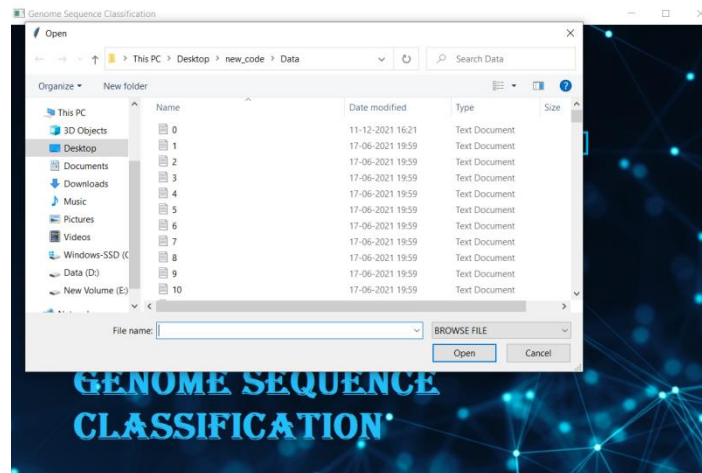 Genome Sequence Classification
Open
This PC > Desktop > new_code > Data
Search Data
Organize New folder
Name Date modified Type Size
This PC
3D Objects
Desktop
Documents
Downloads
Music
Pictures
Videos
Windows-SSD (C
Data (D:)
New Volume (E:)
0 11-12-2021 16:21 Text Document
1 17-06-2021 19:59 Text Document
2 17-06-2021 19:59 Text Document
3 17-06-2021 19:59 Text Document
4 17-06-2021 19:59 Text Document
5 17-06-2021 19:59 Text Document
6 17-06-2021 19:59 Text Document
7 17-06-2021 19:59 Text Document
8 17-06-2021 19:59 Text Document
9 17-06-2021 19:59 Text Document
10 17-06-2021 19:59 Text Document
File name: BROWSE FILE
Open Cancel
GENOME SEQUENCE
CLASSIFICATION